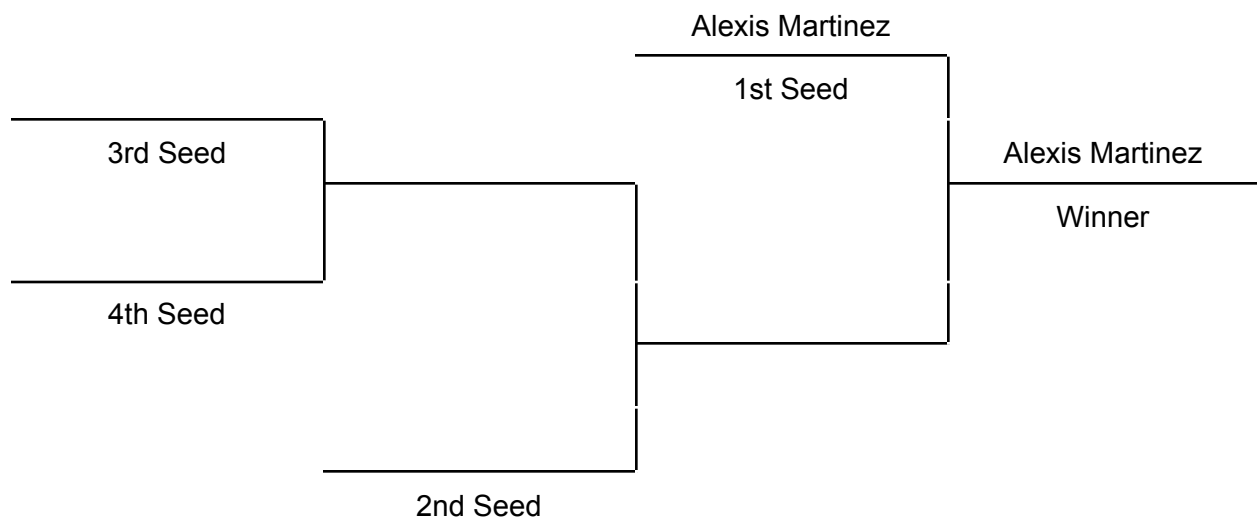 Alexis Martinez
1st Seed
3rd Seed
Alexis Martinez
Winner
4th Seed
2nd Seed